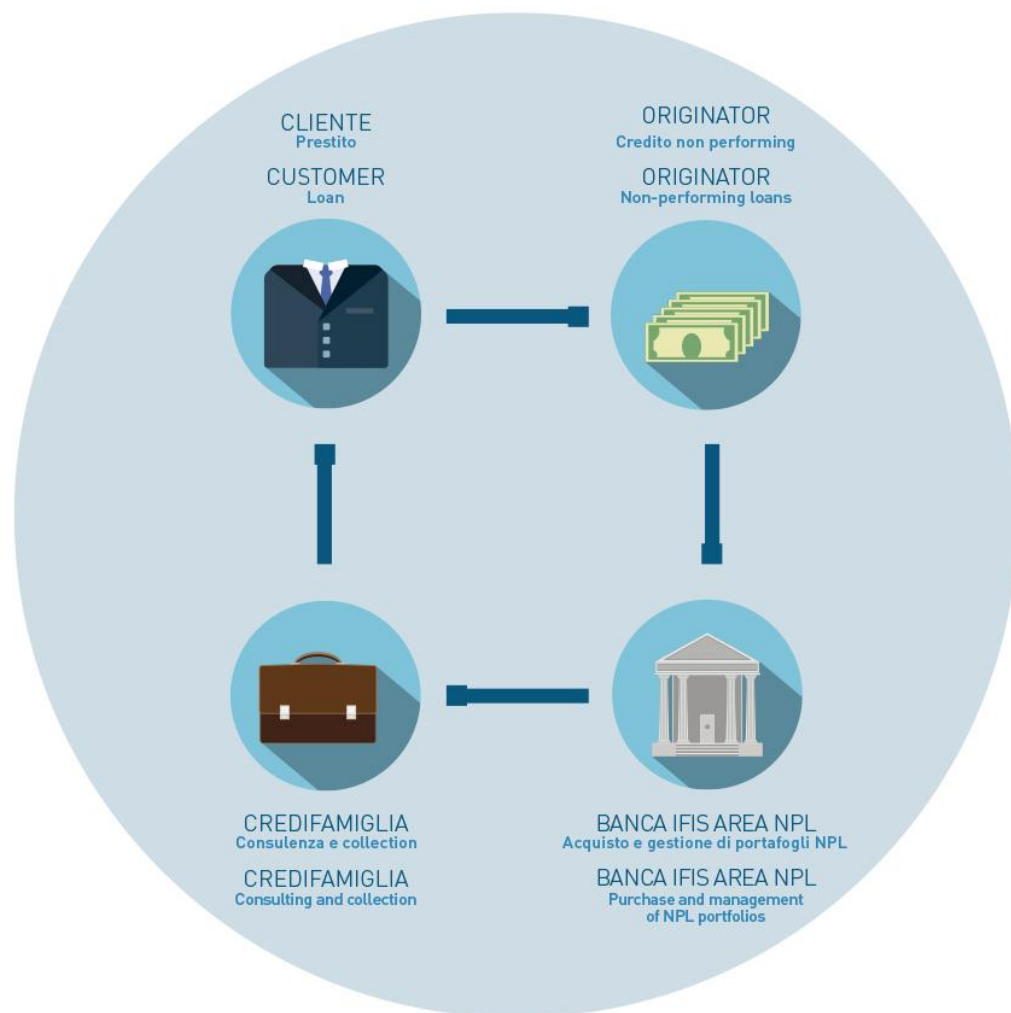 CLIENTE
Prestito
CUSTOMER
Loan
ORIGINATOR
Credito non performing
ORIGINATOR
Non-performing loans
CREDIFAMIGLIA
Consulenza e collection
CREDIFAMIGLIA
Consulting and collection
BANCA IFIS AREA NPL
Acquisto e gestione di portafogli NPL
BANCA IFIS AREA NPL
Purchase and management
of NPL portfolios